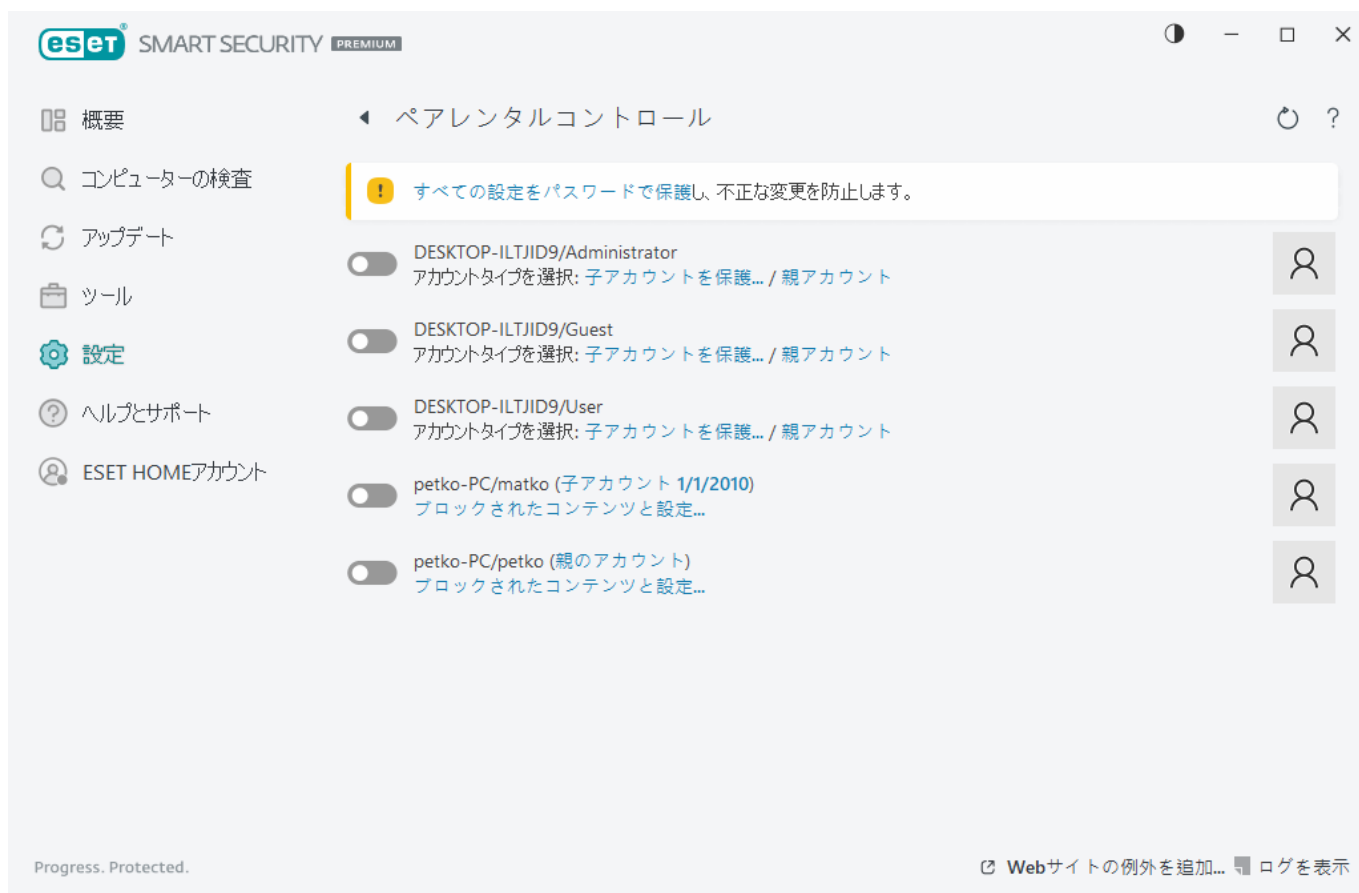 eset® SMART SECURITY PREMIUM
概要
コンピューターの検査
アップデート
ツール
設定
ヘルプとサポート
ESET HOMEアカウント
ペアレンタルコントロール
?
すべての設定をパスワードで保護し、不正な変更を防止します。
DESKTOP-ILTJID9/Administrator
アカウントタイプを選択: 子アカウントを保護... / 親アカウント
DESKTOP-ILTJID9/Guest
アカウントタイプを選択: 子アカウントを保護... / 親アカウント
DESKTOP-ILTJID9/User
アカウントタイプを選択: 子アカウントを保護... / 親アカウント
petko-PC/matko (子アカウント 1/1/2010)
ブロックされたコンテンツと設定...
petko-PC/petko (親のアカウント)
ブロックされたコンテンツと設定...
Progress. Protected.
Webサイトの例外を追加... ログを表示